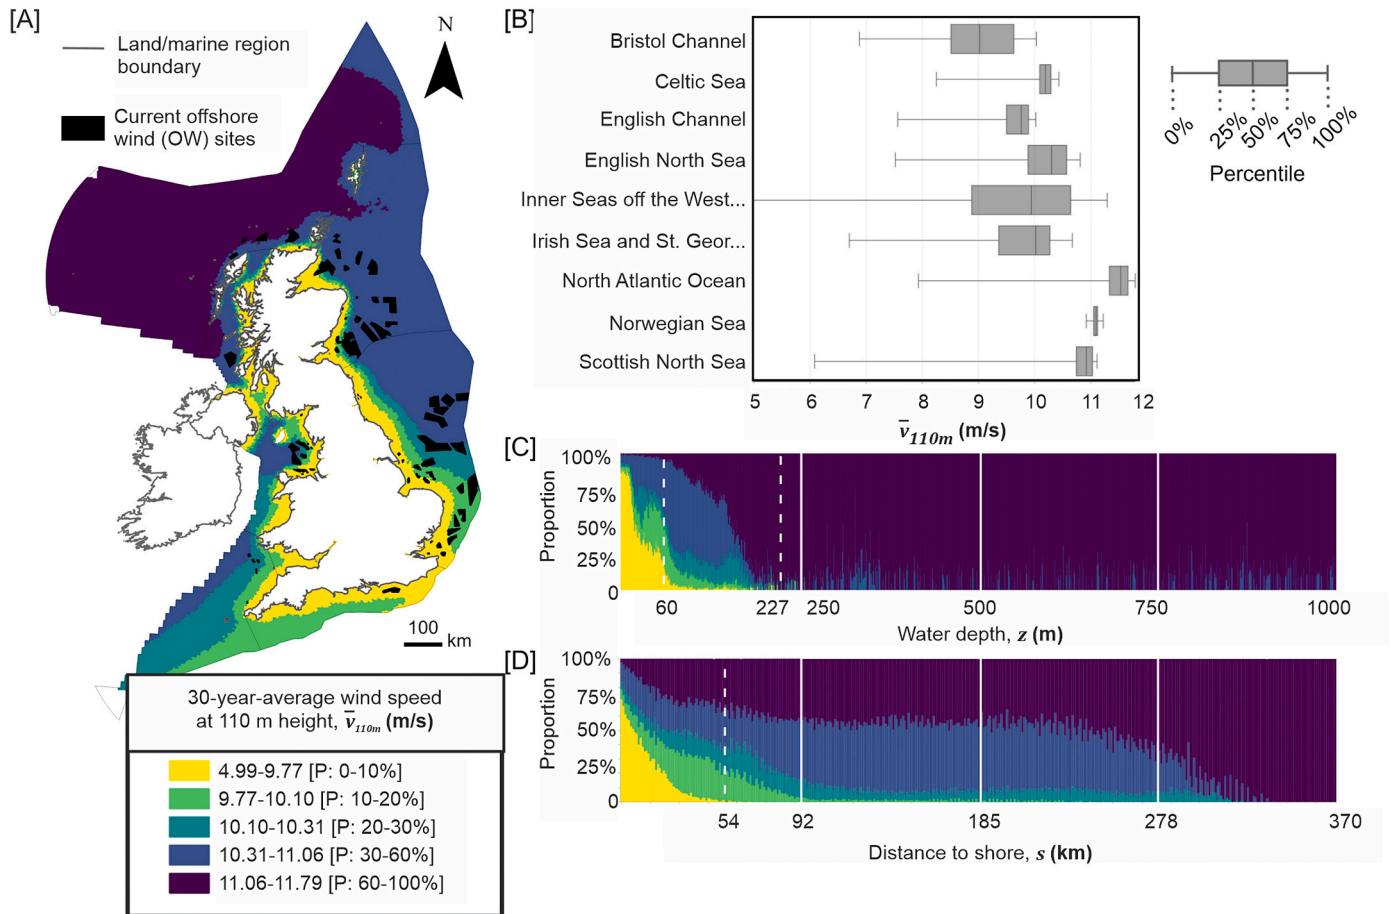 [A]
N
Land/marine region
boundary
Current offshore
wind (OW) sites
100
km
30-year-average wind speed
at 110 m height, v̅110m (m/s)
4.99-9.77 [P: 0-10%]
9.77-10.10 [P: 10-20%]
10.10-10.31 [P: 20-30%]
10.31-11.06 [P: 30-60%]
11.06-11.79 [P: 60-100%]
[B]
Bristol Channel
Celtic Sea
English Channel
English North Sea
Inner Seas off the West...
Irish Sea and St. Geor...
North Atlantic Ocean
Norwegian Sea
Scottish North Sea
5 6 7 8 9 10 11 12
v̅110m (m/s)
0% 25% 50% 75% 100%
Percentile
[C]
Proportion
100%
75%
50%
25%
0
60 227 250 500 750 1000
Water depth, z (m)
[D]
Proportion
100%
75%
50%
25%
0
54 92 185 278 370
Distance to shore, s (km)